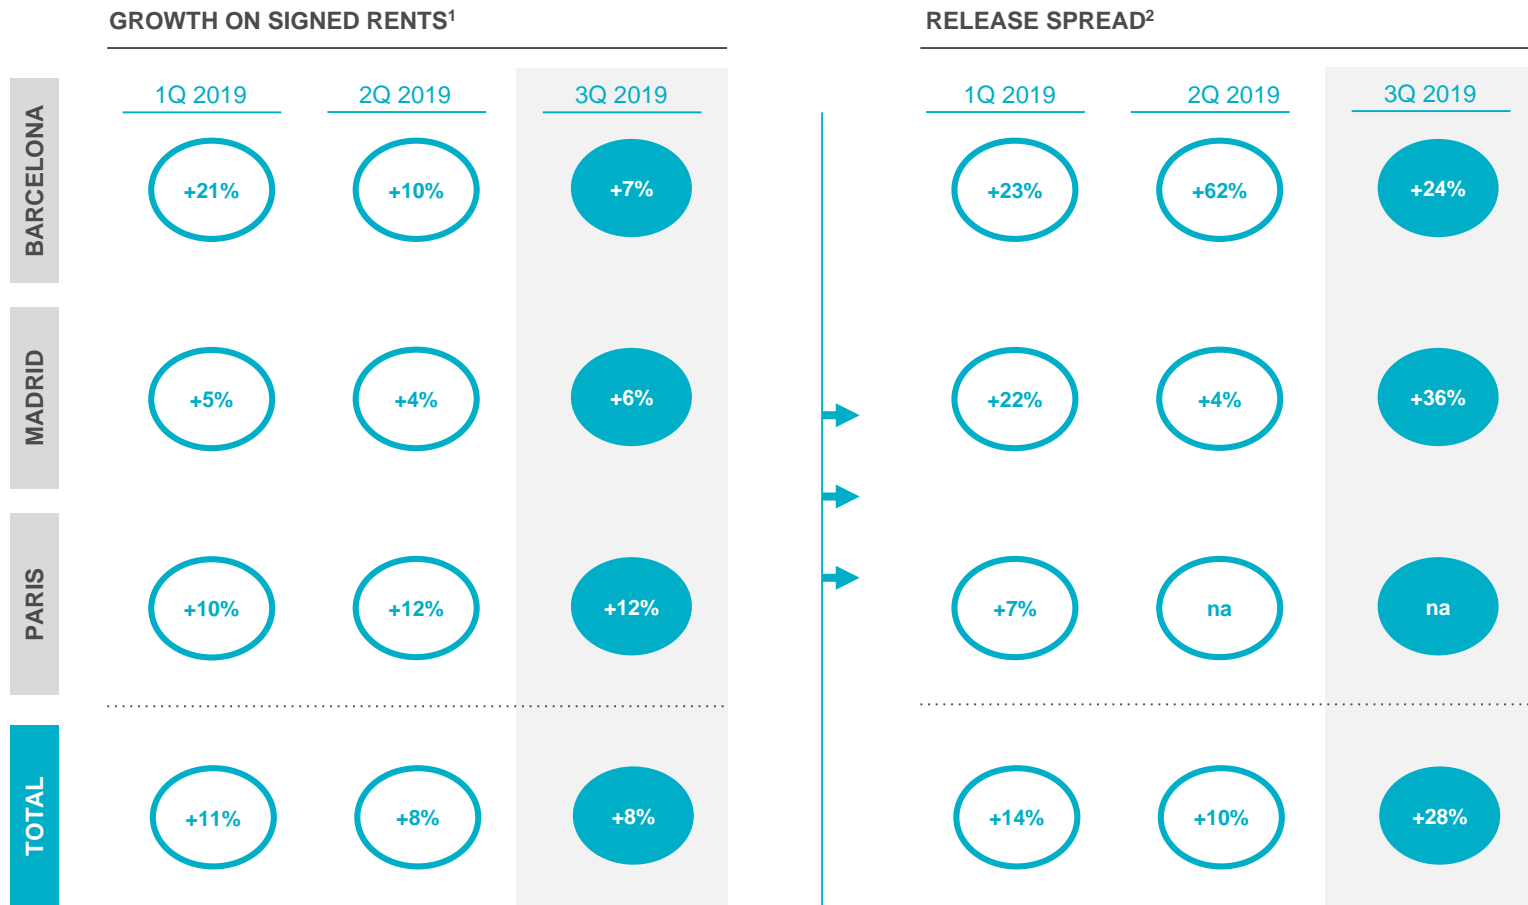 GROWTH ON SIGNED RENTS1
RELEASE SPREAD2
1Q 2019 2Q 2019 3Q 2019
1Q 2019 2Q 2019 3Q 2019
BARCELONA
+21% +10% +7%
+23% +62% +24%
MADRID
+5% +4% +6%
+22% +4% +36%
PARIS
+10% +12% +12%
+7% na na
TOTAL
+11% +8% +8%
+14% +10% +28%